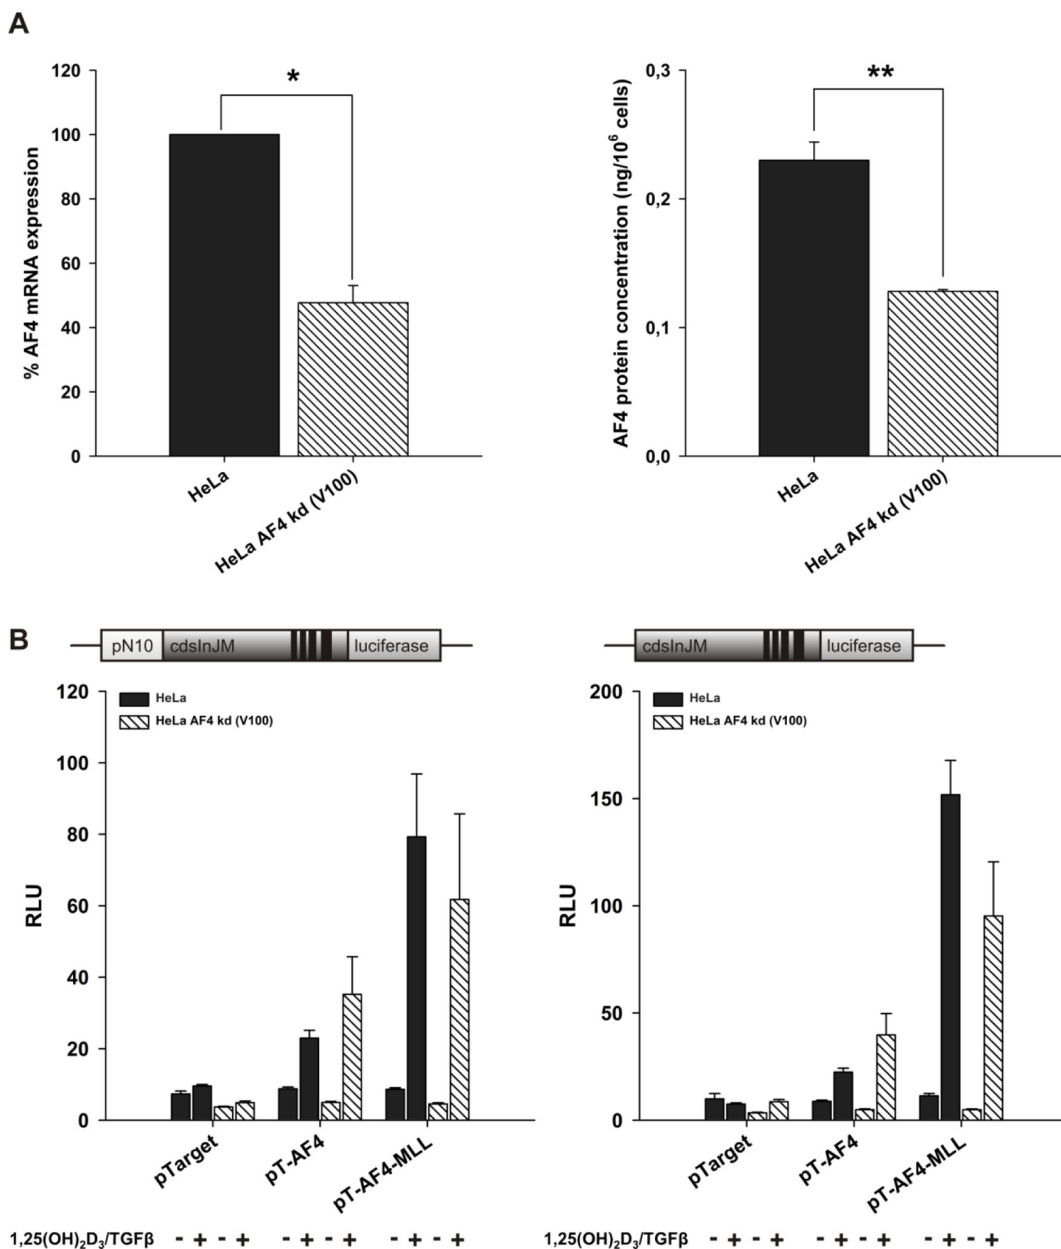 A
120
100
80
60
40
20
0
% AF4 mRNA expression
*
HeLa
HeLa AF4 kd (V100)
0,3
0,2
0,1
0,0
AF4 protein concentration (ng/10⁶ cells)
**
HeLa
HeLa AF4 kd (V100)
B
pN10 cdsInJM luciferase
120
100
80
60
40
20
0
RLU
HeLa
HeLa AF4 kd (V100)
pTarget
pT-AF4
pT-AF4-MLL
1,25(OH)₂D₃/TGFβ - + - + - + - + - + - +
cdsInJM luciferase
200
150
100
50
0
RLU
HeLa
HeLa AF4 kd (V100)
pTarget
pT-AF4
pT-AF4-MLL
1,25(OH)₂D₃/TGFβ - + - + - + - + - + - +